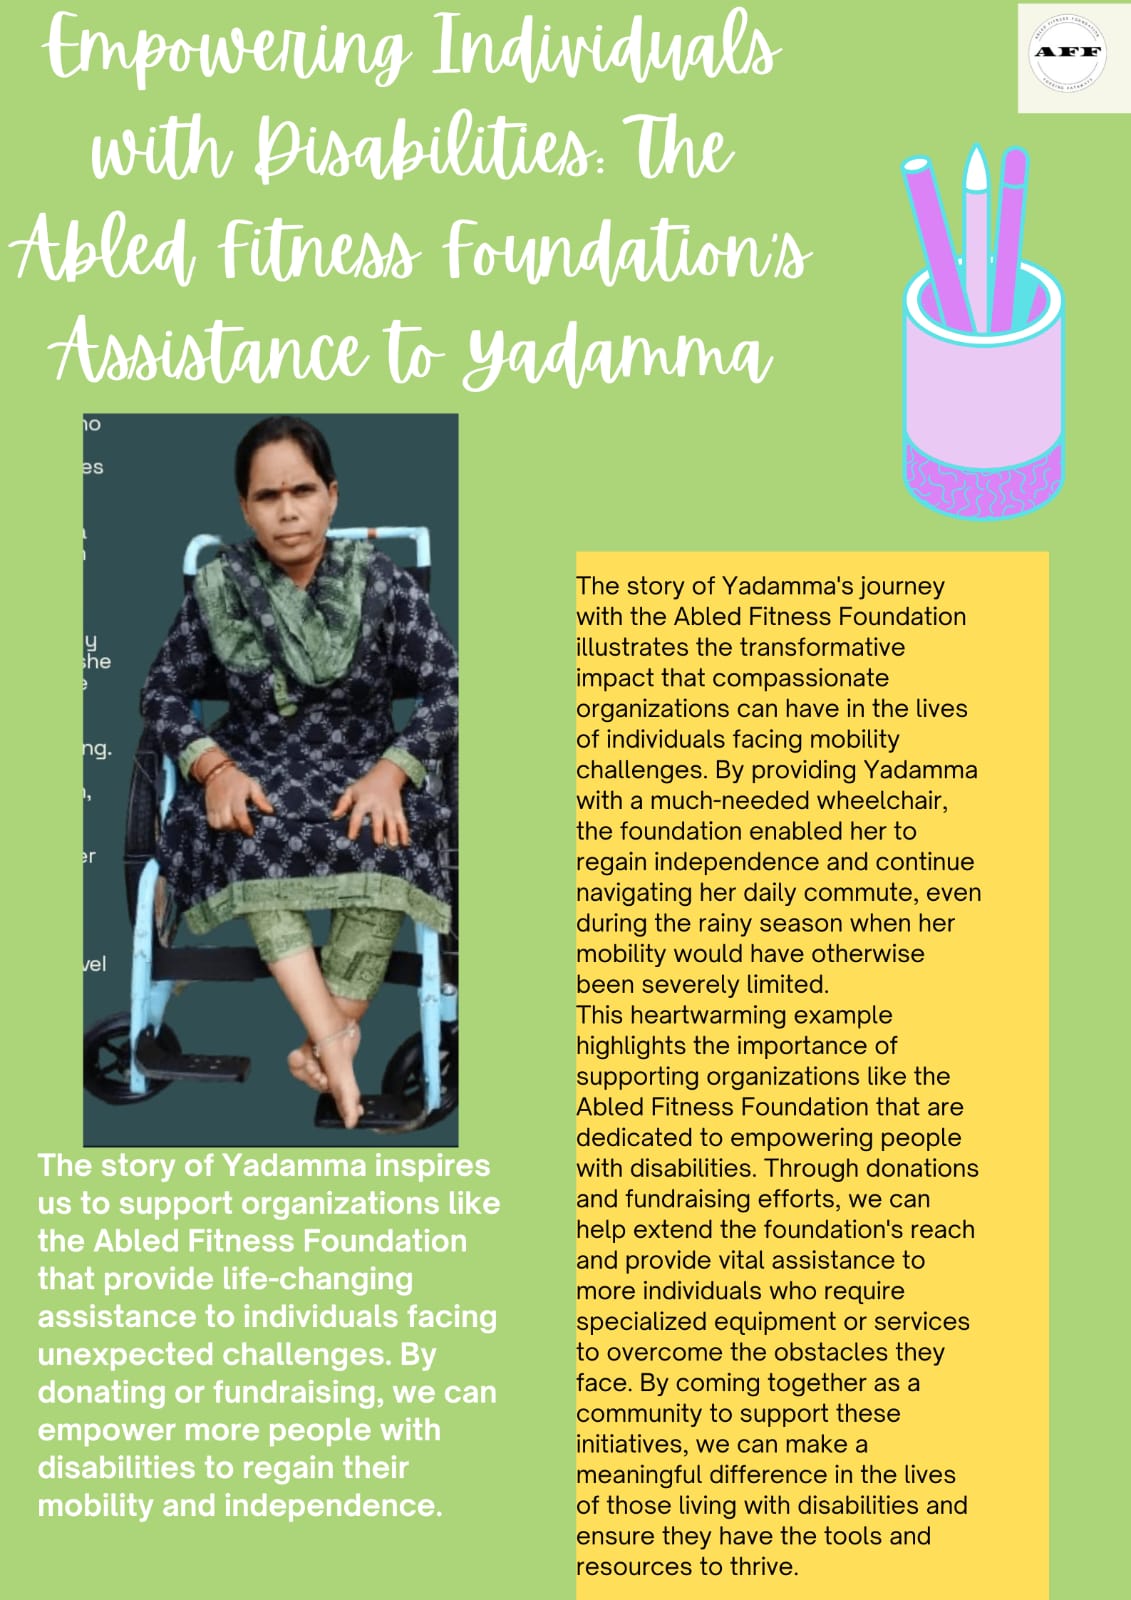 Empowering Individuals
with Disabilities: The
Abled Fitness Foundation's
Assistance to Yadamma
ABLED FITNESS FOUNDATION
AFF
FORGING PATHWAYS
no
es
y
she
e
ng.
,
er
vel
The story of Yadamma inspires
us to support organizations like
the Abled Fitness Foundation
that provide life-changing
assistance to individuals facing
unexpected challenges. By
donating or fundraising, we can
empower more people with
disabilities to regain their
mobility and independence.
The story of Yadamma's journey
with the Abled Fitness Foundation
illustrates the transformative
impact that compassionate
organizations can have in the lives
of individuals facing mobility
challenges. By providing Yadamma
with a much-needed wheelchair,
the foundation enabled her to
regain independence and continue
navigating her daily commute, even
during the rainy season when her
mobility would have otherwise
been severely limited.
This heartwarming example
highlights the importance of
supporting organizations like the
Abled Fitness Foundation that are
dedicated to empowering people
with disabilities. Through donations
and fundraising efforts, we can
help extend the foundation's reach
and provide vital assistance to
more individuals who require
specialized equipment or services
to overcome the obstacles they
face. By coming together as a
community to support these
initiatives, we can make a
meaningful difference in the lives
of those living with disabilities and
ensure they have the tools and
resources to thrive.